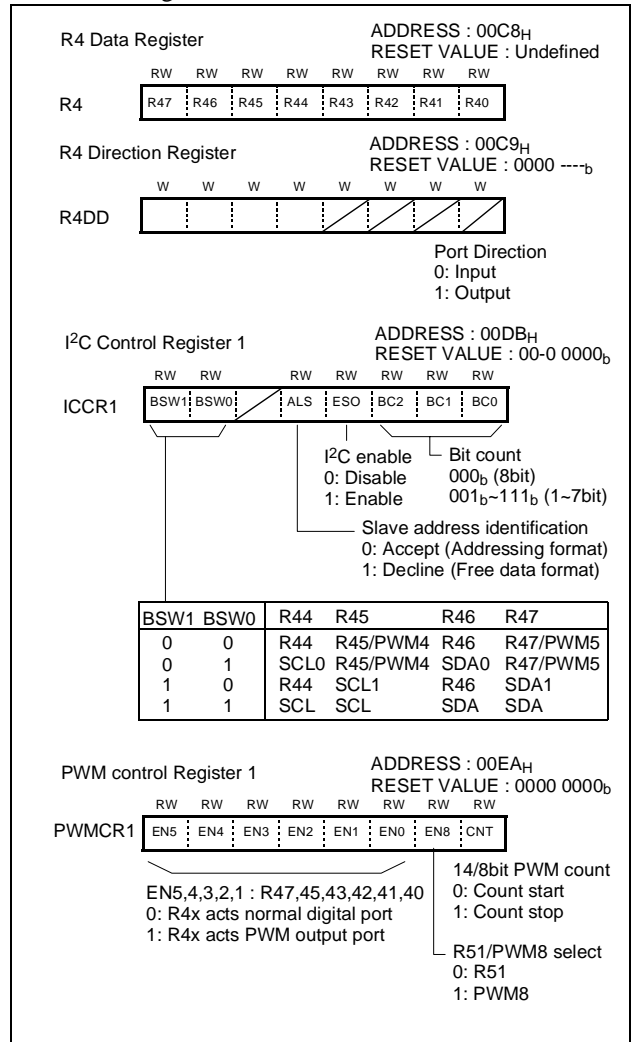 R4 Data Register
ADDRESS : 00C8H
RESET VALUE : Undefined
RW RW RW RW RW RW RW RW
R4 R47 R46 R45 R44 R43 R42 R41 R40
R4 Direction Register
ADDRESS : 00C9H
RESET VALUE : 0000 ----b
W W W W W W W W
R4DD
Port Direction
0: Input
1: Output
I2C Control Register 1
ADDRESS : 00DBH
RESET VALUE : 00-0 0000b
RW RW RW RW RW RW RW
ICCR1 BSW1 BSW0 ALS ESO BC2 BC1 BC0
I2C enable
0: Disable
1: Enable
Bit count
000b (8bit)
001b~111b (1~7bit)
Slave address identification
0: Accept (Addressing format)
1: Decline (Free data format)
BSW1 BSW0 R44 R45 R46 R47
0 0 R44 R45/PWM4 R46 R47/PWM5
0 1 SCL0 R45/PWM4 SDA0 R47/PWM5
1 0 R44 SCL1 R46 SDA1
1 1 SCL SCL SDA SDA
PWM control Register 1
ADDRESS : 00EAH
RESET VALUE : 0000 0000b
RW RW RW RW RW RW RW RW
PWMCR1 EN5 EN4 EN3 EN2 EN1 EN0 EN8 CNT
EN5,4,3,2,1 : R47,45,43,42,41,40
0: R4x acts normal digital port
1: R4x acts PWM output port
14/8bit PWM count
0: Count start
1: Count stop
R51/PWM8 select
0: R51
1: PWM8